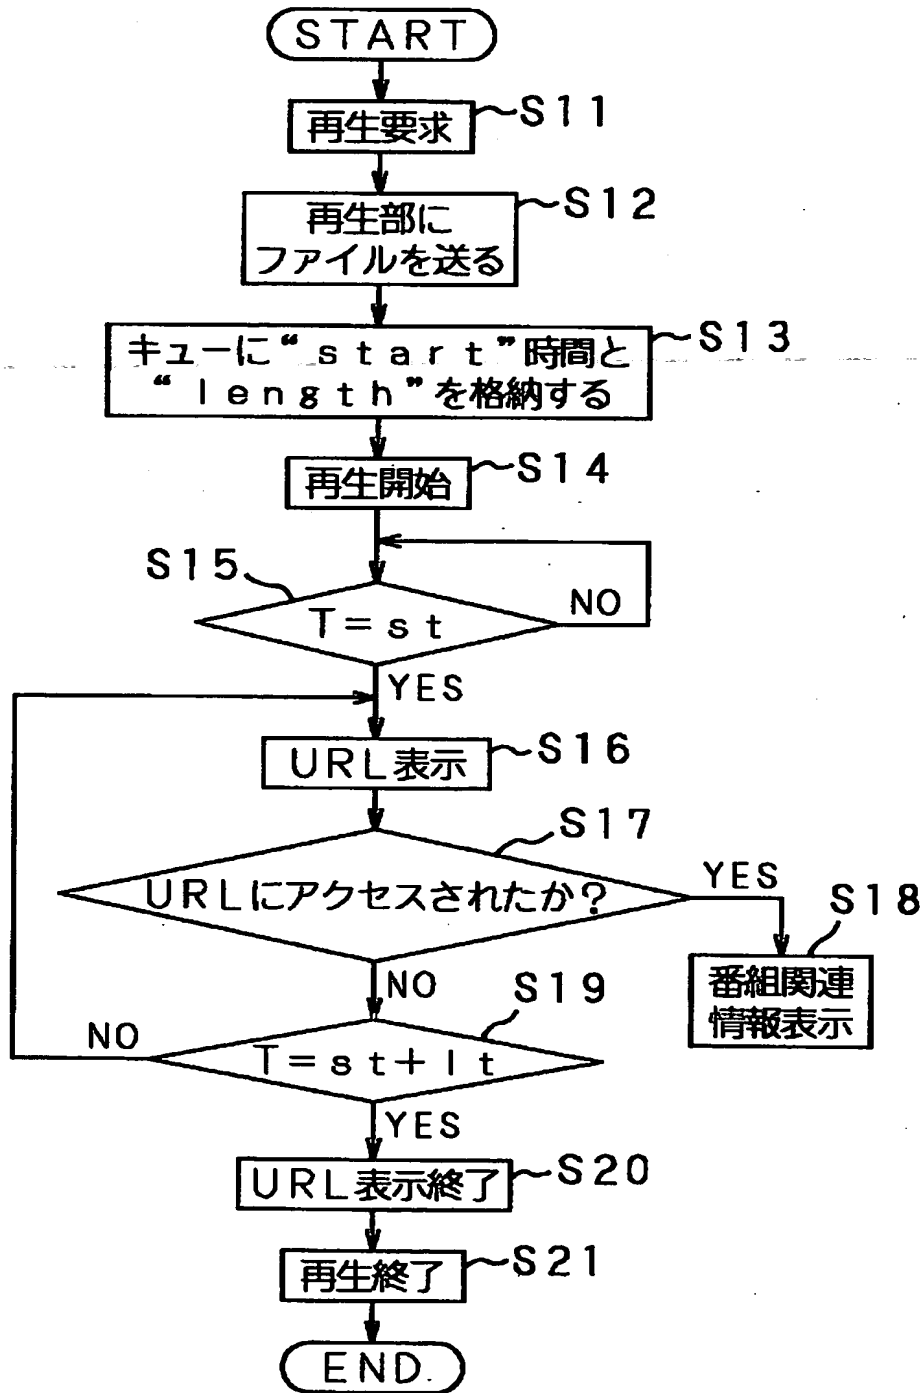 START
再生要求
S11
再生部に
ファイルを送る
S12
キューに“start”時間と
“length”を格納する
S13
再生開始
S14
S15
T=st
NO
YES
URL表示
S16
S17
URLにアクセスされたか?
YES
S18
番組関連
情報表示
NO
S19
NO
T=st+lt
YES
URL表示終了
S20
再生終了
S21
END